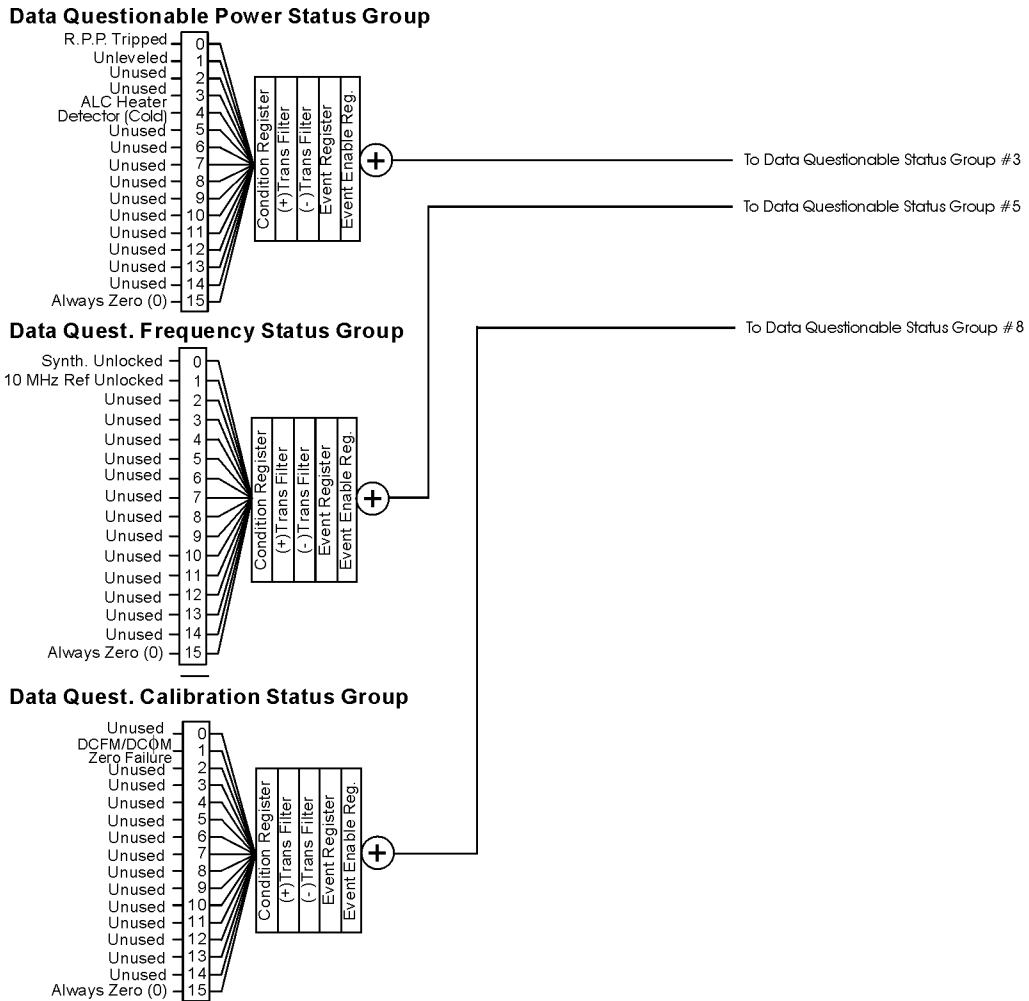 Data Questionable Power Status Group
R.P.P. Tripped 0
Unleveled 1
Unused 2
Unused 3
ALC Heater
Detector (Cold) 4
Unused 5
Unused 6
Unused 7
Unused 8
Unused 9
Unused 10
Unused 11
Unused 12
Unused 13
Unused 14
Always Zero (0) 15
Condition Register
(+)Trans Filter
(-)Trans Filter
Event Register
Event Enable Reg.
+
To Data Questionable Status Group #3
To Data Questionable Status Group #5
To Data Questionable Status Group #8
Data Quest. Frequency Status Group
Synth. Unlocked 0
10 MHz Ref Unlocked 1
Unused 2
Unused 3
Unused 4
Unused 5
Unused 6
Unused 7
Unused 8
Unused 9
Unused 10
Unused 11
Unused 12
Unused 13
Unused 14
Always Zero (0) 15
Condition Register
(+)Trans Filter
(-)Trans Filter
Event Register
Event Enable Reg.
+
Data Quest. Calibration Status Group
Unused 0
DCFM/DCϕM
Zero Failure 1
Unused 2
Unused 3
Unused 4
Unused 5
Unused 6
Unused 7
Unused 8
Unused 9
Unused 10
Unused 11
Unused 12
Unused 13
Unused 14
Always Zero (0) 15
Condition Register
(+)Trans Filter
(-)Trans Filter
Event Register
Event Enable Reg.
+